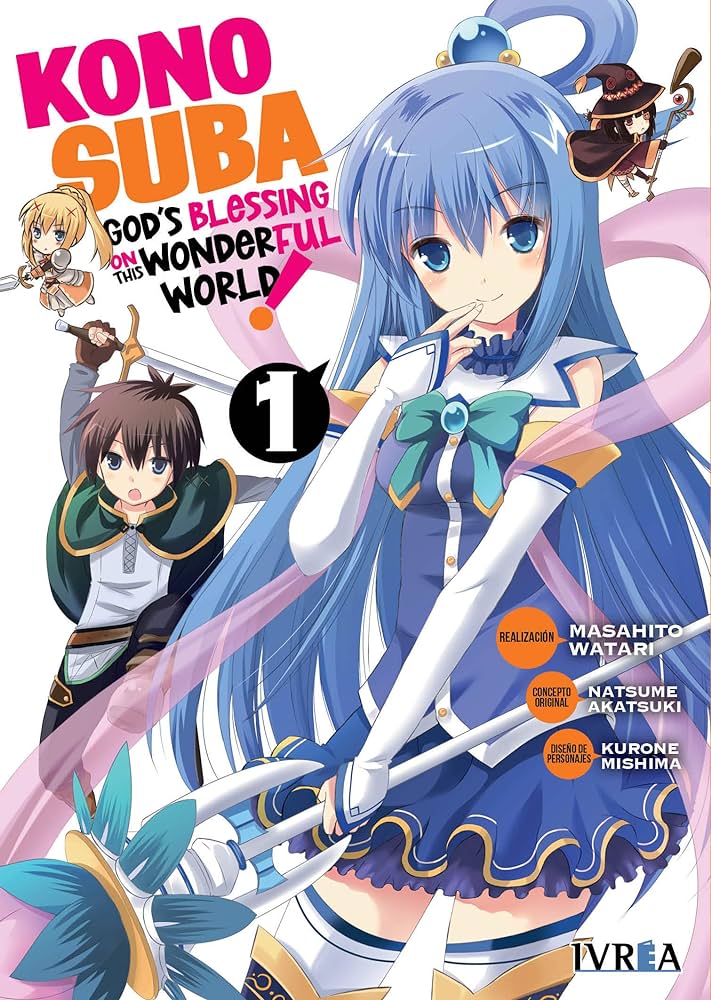 KONO
SUBA
GOD'S BLESSING
ON THIS WONDERFUL
WORLD!
1
REALIZACIÓN
MASAHITO
WATARI
CONCEPTO
ORIGINAL
NATSUME
AKATSUKI
DISEÑO DE
PERSONAJES
KURONE
MISHIMA
IVREA